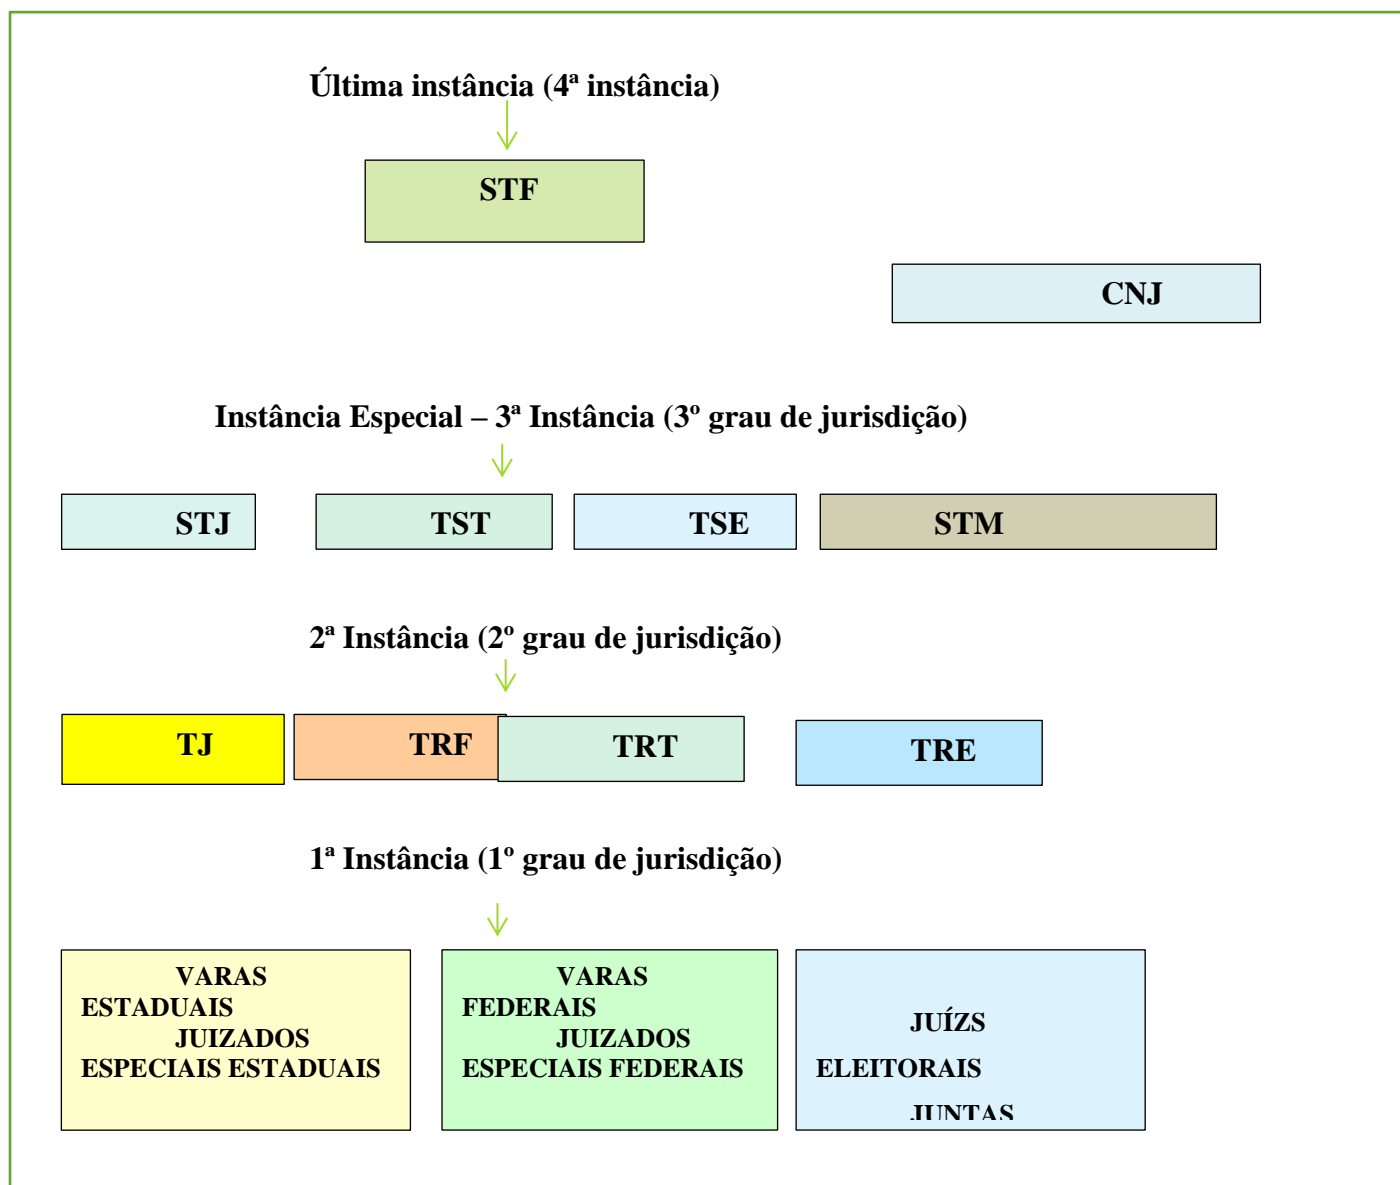 Última instância (4ª instância)
STF
CNJ
Instância Especial – 3ª Instância (3º grau de jurisdição)
STJ
TST
TSE
STM
2ª Instância (2º grau de jurisdição)
TJ
TRF
TRT
TRE
1ª Instância (1º grau de jurisdição)
VARAS
ESTADUAIS
JUIZADOS
ESPECIAIS ESTADUAIS
VARAS
FEDERAIS
JUIZADOS
ESPECIAIS FEDERAIS
JUÍZS
ELEITORAIS
JUNTAS